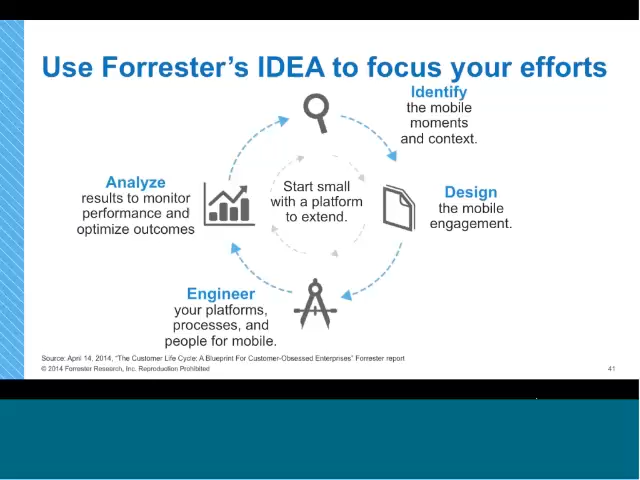 Use Forrester's IDEA to focus your efforts
Identify
the mobile
moments
and context.
Design
the mobile
engagement.
Engineer
your platforms,
processes, and
people for mobile.
Analyze
results to monitor
performance and
optimize outcomes
Start small
with a platform
to extend.
Source: April 14, 2014, "The Customer Life Cycle: A Blueprint For Customer-Obsessed Enterprises" Forrester report
© 2014 Forrester Research, Inc. Reproduction Prohibited
41